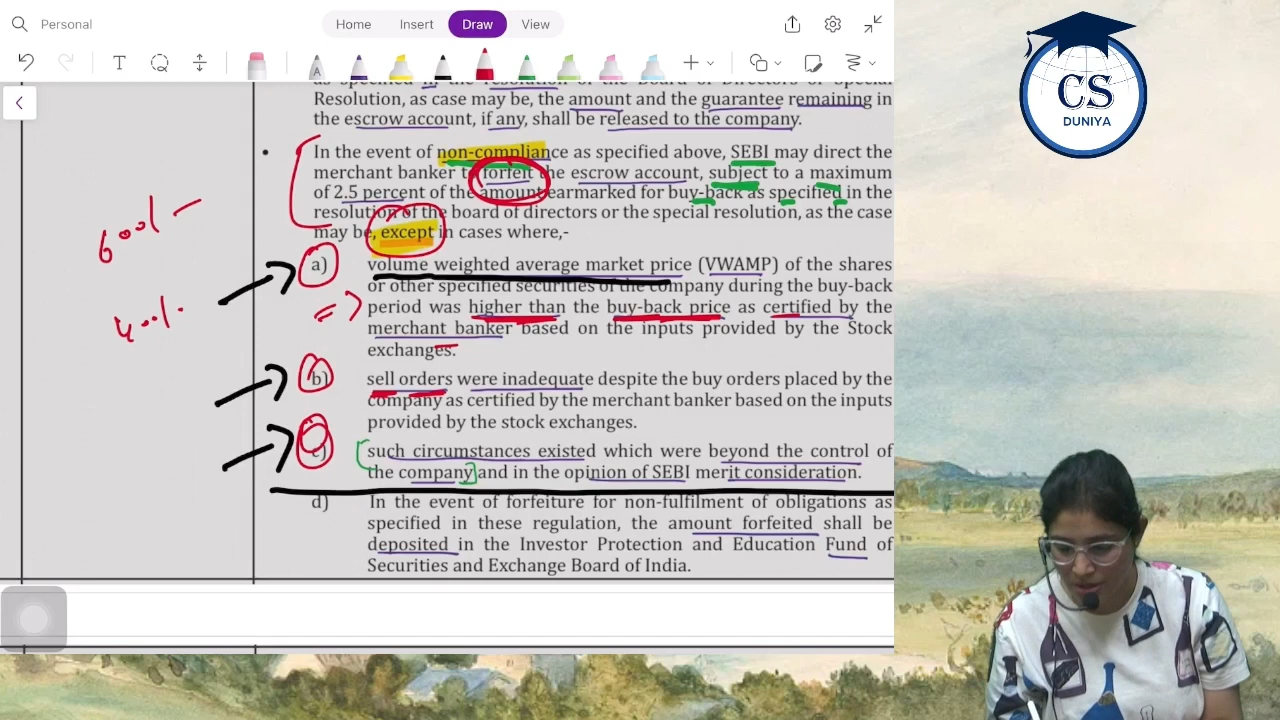 Personal
Home Insert Draw View
Resolution, as case may be, the amount and the guarantee remaining in
the escrow account, if any, shall be released to the company.
• In the event of non-compliance as specified above, SEBI may direct the
merchant banker to forfeit the escrow account, subject to a maximum
of 2.5 percent of the amount earmarked for buy-back as specified in the
resolution of the board of directors or the special resolution, as the case
may be, except in cases where,-
a) volume weighted average market price (VWAMP) of the shares
or other specified securities of the company during the buy-back
period was higher than the buy-back price as certified by the
merchant banker based on the inputs provided by the Stock
exchanges.
b) sell orders were inadequate despite the buy orders placed by the
company as certified by the merchant banker based on the inputs
provided by the stock exchanges.
c) such circumstances existed which were beyond the control of
the company and in the opinion of SEBI merit consideration.
d) In the event of forfeiture for non-fulfilment of obligations as
specified in these regulation, the amount forfeited shall be
deposited in the Investor Protection and Education Fund of
Securities and Exchange Board of India.
CS
DUNIYA